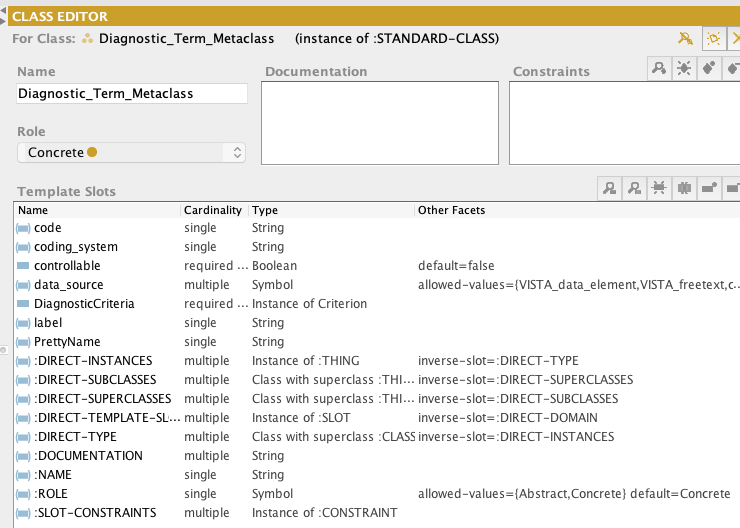 CLASS EDITOR
For Class: Diagnostic_Term_Metaclass (instance of :STANDARD-CLASS)
Name Documentation Constraints
Diagnostic_Term_Metaclass
Role
Concrete
Template Slots
Name Cardinality Type Other Facets
code single String
coding_system single String
controllable required ... Boolean default=false
data_source multiple Symbol allowed-values={VISTA_data_element,VISTA_freetext,c...
DiagnosticCriteria required ... Instance of Criterion
label single String
PrettyName single String
:DIRECT-INSTANCES multiple Instance of :THING inverse-slot=:DIRECT-TYPE
:DIRECT-SUBCLASSES multiple Class with superclass :THI... inverse-slot=:DIRECT-SUPERCLASSES
:DIRECT-SUPERCLASSES multiple Class with superclass :THI... inverse-slot=:DIRECT-SUBCLASSES
:DIRECT-TEMPLATE-SL... multiple Instance of :SLOT inverse-slot=:DIRECT-DOMAIN
:DIRECT-TYPE multiple Class with superclass :CLASS inverse-slot=:DIRECT-INSTANCES
:DOCUMENTATION multiple String
:NAME single String
:ROLE single Symbol allowed-values={Abstract,Concrete} default=Concrete
:SLOT-CONSTRAINTS multiple Instance of :CONSTRAINT